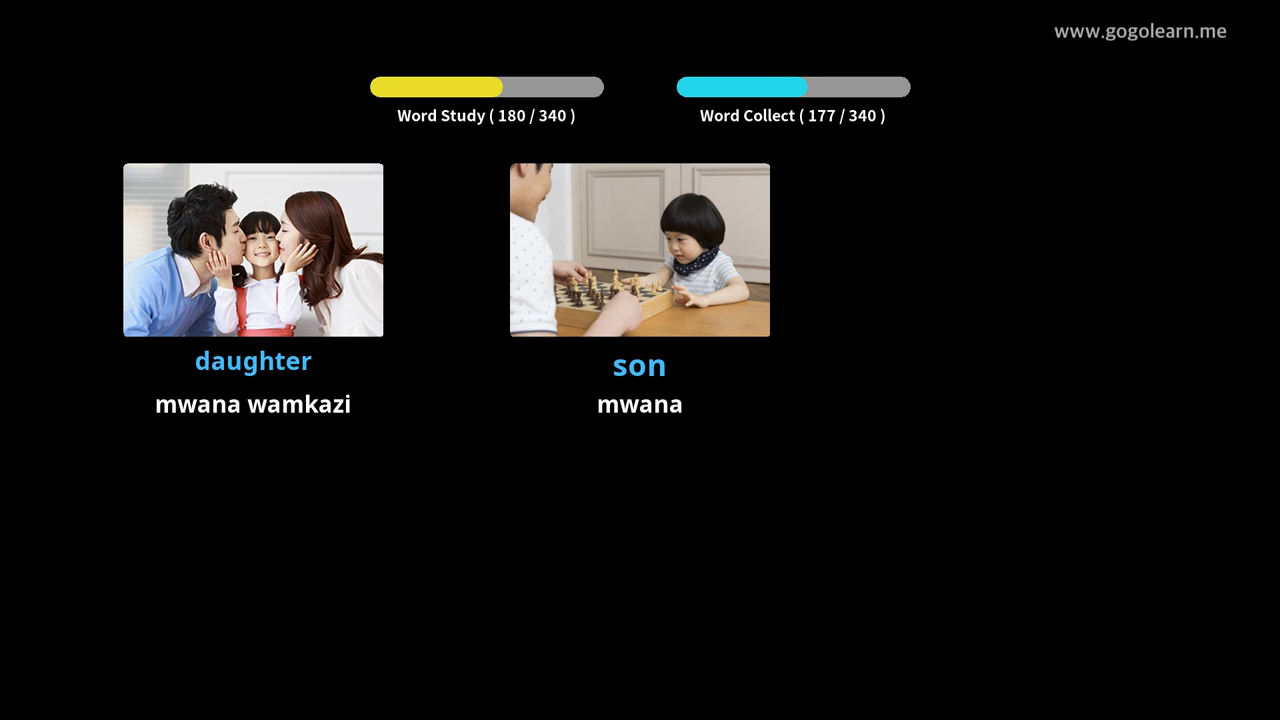 www.gogolearn.me
Word Study ( 180 / 340 )
Word Collect ( 177 / 340 )
daughter
mwana wamkazi
son
mwana